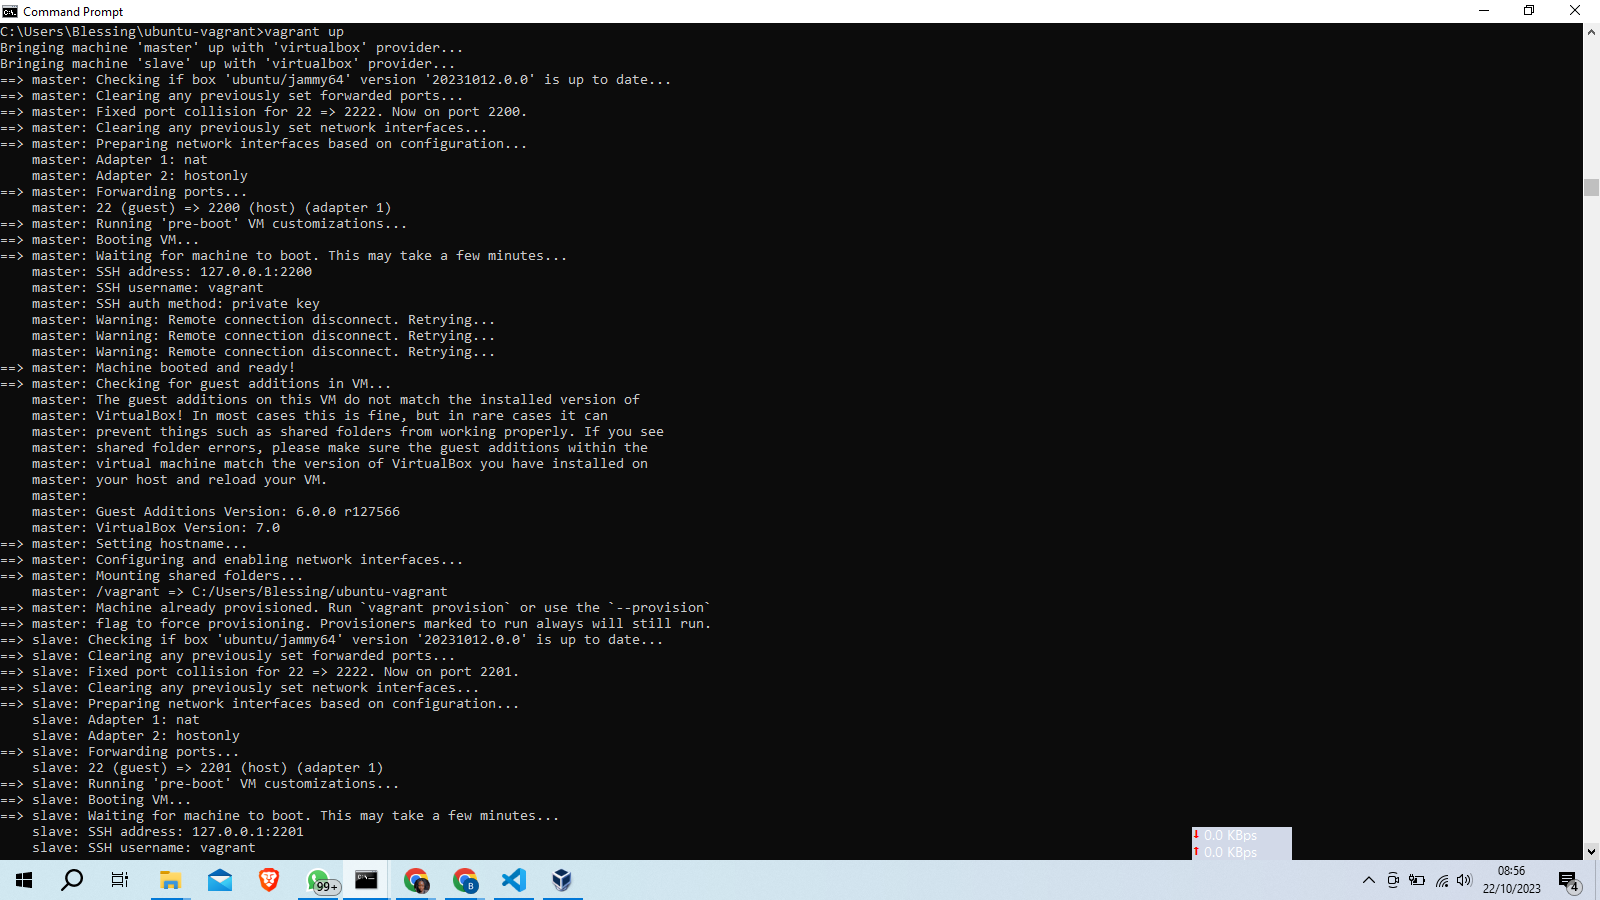 Command Prompt
C:\Users\Blessing\ubuntu-vagrant>vagrant up
Bringing machine 'master' up with 'virtualbox' provider...
Bringing machine 'slave' up with 'virtualbox' provider...
==> master: Checking if box 'ubuntu/jammy64' version '20231012.0.0' is up to date...
==> master: Clearing any previously set forwarded ports...
==> master: Fixed port collision for 22 => 2222. Now on port 2200.
==> master: Clearing any previously set network interfaces...
==> master: Preparing network interfaces based on configuration...
    master: Adapter 1: nat
    master: Adapter 2: hostonly
==> master: Forwarding ports...
    master: 22 (guest) => 2200 (host) (adapter 1)
==> master: Running 'pre-boot' VM customizations...
==> master: Booting VM...
==> master: Waiting for machine to boot. This may take a few minutes...
    master: SSH address: 127.0.0.1:2200
    master: SSH username: vagrant
    master: SSH auth method: private key
    master: Warning: Remote connection disconnect. Retrying...
    master: Warning: Remote connection disconnect. Retrying...
    master: Warning: Remote connection disconnect. Retrying...
==> master: Machine booted and ready!
==> master: Checking for guest additions in VM...
    master: The guest additions on this VM do not match the installed version of
    master: VirtualBox! In most cases this is fine, but in rare cases it can
    master: prevent things such as shared folders from working properly. If you see
    master: shared folder errors, please make sure the guest additions within the
    master: virtual machine match the version of VirtualBox you have installed on
    master: your host and reload your VM.
    master:
    master: Guest Additions Version: 6.0.0 r127566
    master: VirtualBox Version: 7.0
==> master: Setting hostname...
==> master: Configuring and enabling network interfaces...
==> master: Mounting shared folders...
    master: /vagrant => C:/Users/Blessing/ubuntu-vagrant
==> master: Machine already provisioned. Run `vagrant provision` or use the `--provision`
==> master: flag to force provisioning. Provisioners marked to run always will still run.
==> slave: Checking if box 'ubuntu/jammy64' version '20231012.0.0' is up to date...
==> slave: Clearing any previously set forwarded ports...
==> slave: Fixed port collision for 22 => 2222. Now on port 2201.
==> slave: Clearing any previously set network interfaces...
==> slave: Preparing network interfaces based on configuration...
    slave: Adapter 1: nat
    slave: Adapter 2: hostonly
==> slave: Forwarding ports...
    slave: 22 (guest) => 2201 (host) (adapter 1)
==> slave: Running 'pre-boot' VM customizations...
==> slave: Booting VM...
==> slave: Waiting for machine to boot. This may take a few minutes...
    slave: SSH address: 127.0.0.1:2201
    slave: SSH username: vagrant
0.0 KBps
0.0 KBps
99+
B
08:56
22/10/2023
4